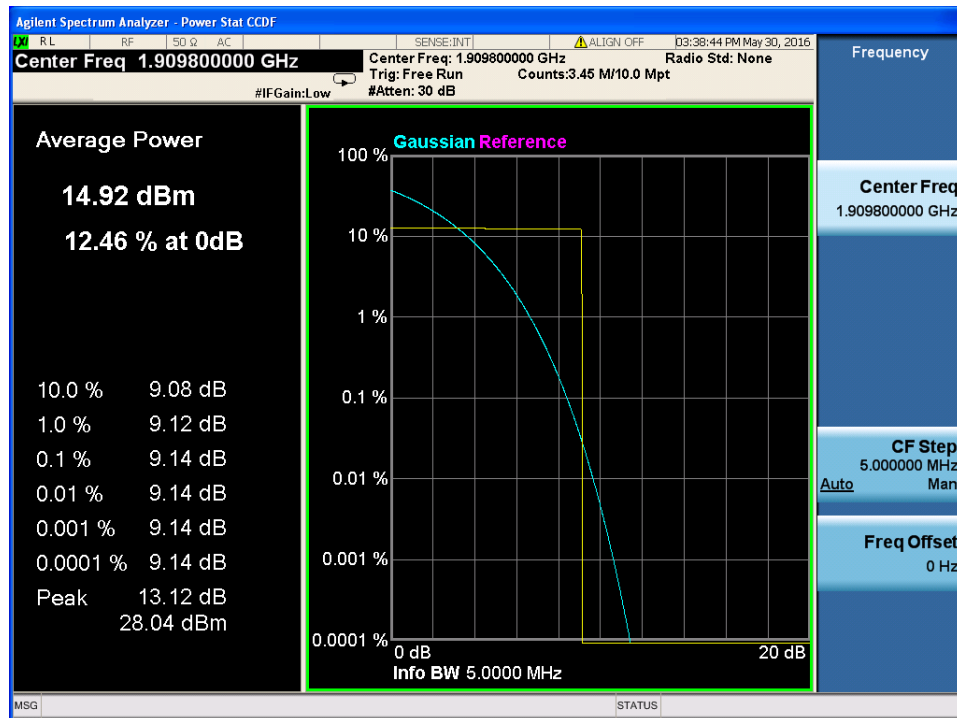 Agilent Spectrum Analyzer - Power Stat CCDF
LXI RL RF 50 Ω AC SENSE:INT ALIGN OFF 03:38:44 PM May 30, 2016
Center Freq 1.909800000 GHz
Center Freq: 1.909800000 GHz Radio Std: None
Trig: Free Run Counts:3.45 M/10.0 Mpt
#IFGain:Low #Atten: 30 dB
Frequency
Average Power
14.92 dBm
12.46 % at 0dB
10.0 % 9.08 dB
1.0 % 9.12 dB
0.1 % 9.14 dB
0.01 % 9.14 dB
0.001 % 9.14 dB
0.0001 % 9.14 dB
Peak 13.12 dB
28.04 dBm
Gaussian Reference
100 %
10 %
1 %
0.1 %
0.01 %
0.001 %
0.0001 %
0 dB 20 dB
Info BW 5.0000 MHz
Center Freq
1.909800000 GHz
CF Step
5.000000 MHz
Auto Man
Freq Offset
0 Hz
MSG STATUS